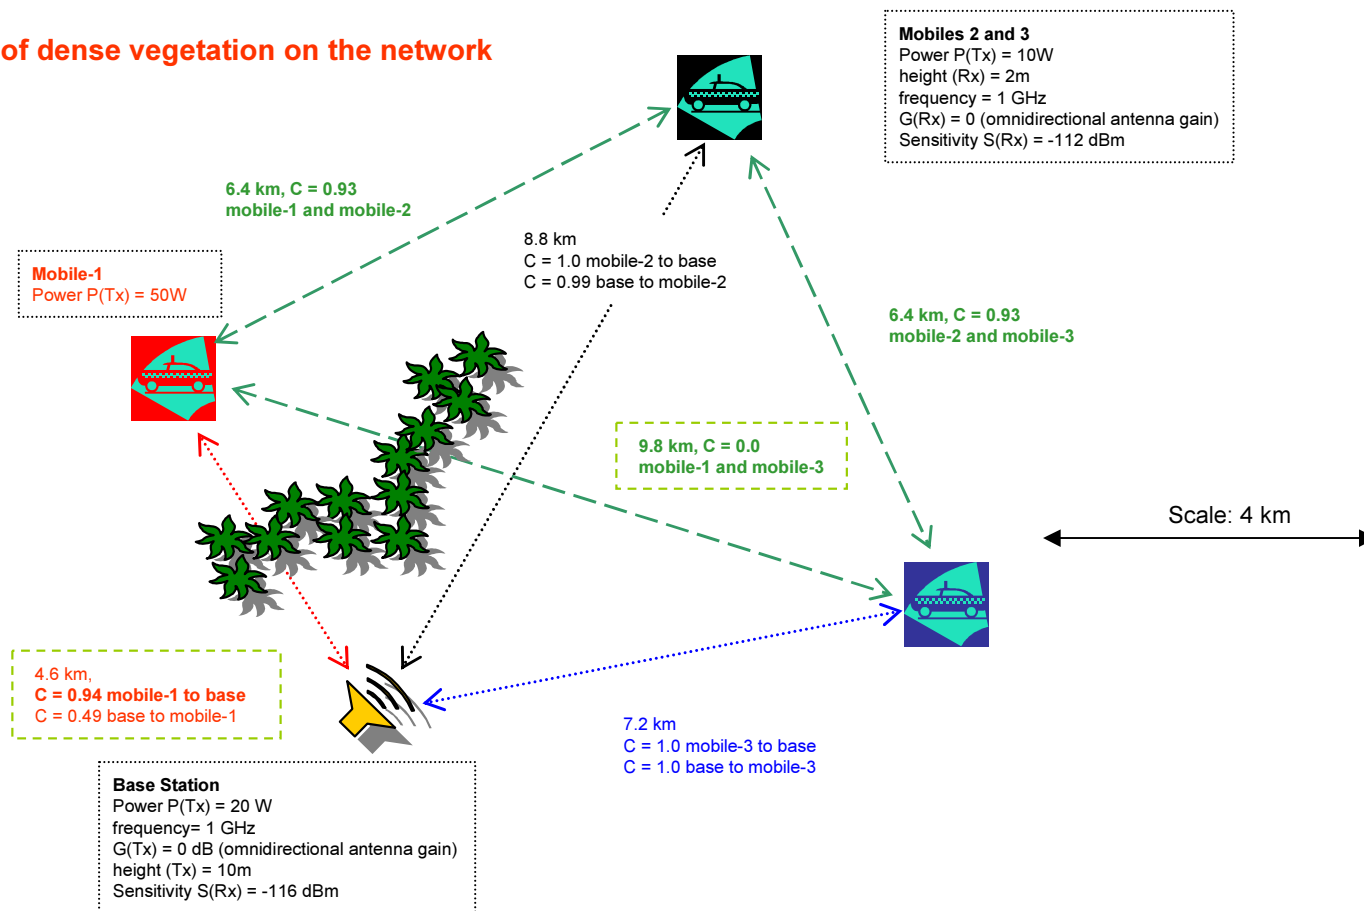 of dense vegetation on the network
Mobiles 2 and 3
Power P(Tx) = 10W
height (Rx) = 2m
frequency = 1 GHz
G(Rx) = 0 (omnidirectional antenna gain)
Sensitivity S(Rx) = -112 dBm
6.4 km, C = 0.93
mobile-1 and mobile-2
8.8 km
C = 1.0 mobile-2 to base
C = 0.99 base to mobile-2
Mobile-1
Power P(Tx) = 50W
6.4 km, C = 0.93
mobile-2 and mobile-3
9.8 km, C = 0.0
mobile-1 and mobile-3
Scale: 4 km
4.6 km,
C = 0.94 mobile-1 to base
C = 0.49 base to mobile-1
7.2 km
C = 1.0 mobile-3 to base
C = 1.0 base to mobile-3
Base Station
Power P(Tx) = 20 W
frequency= 1 GHz
G(Tx) = 0 dB (omnidirectional antenna gain)
height (Tx) = 10m
Sensitivity S(Rx) = -116 dBm